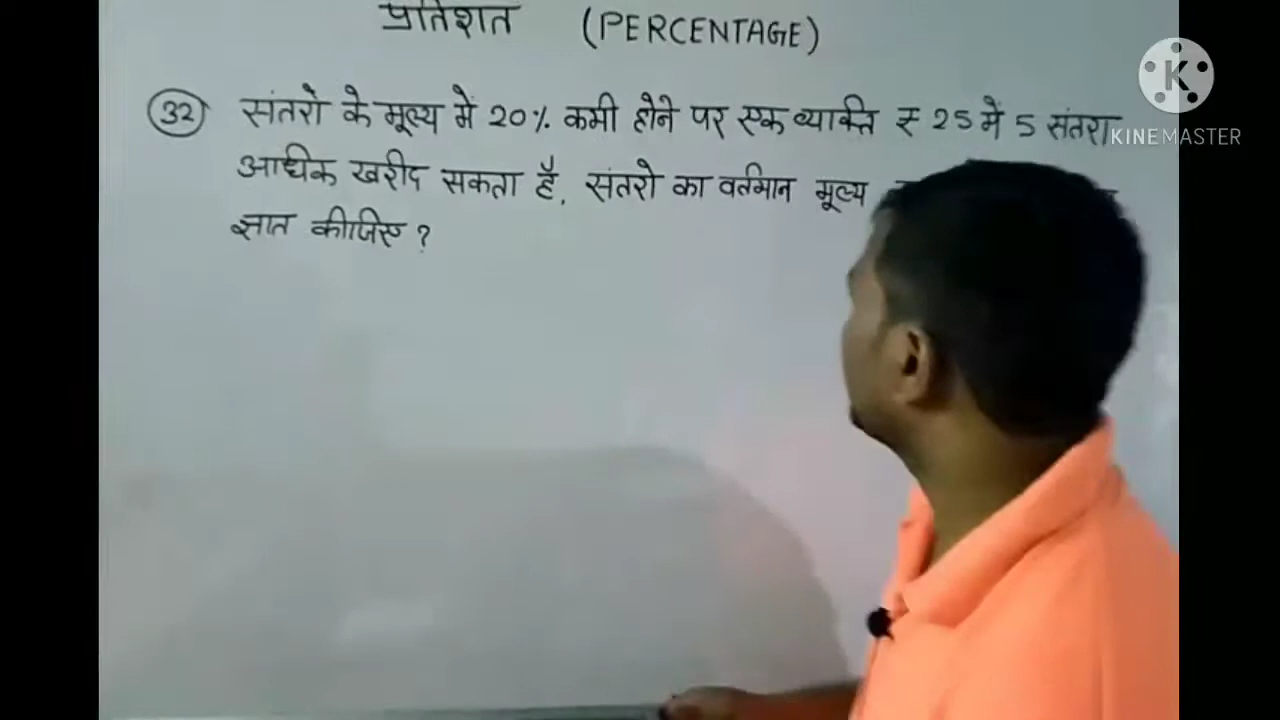 प्रतिशत (PERCENTAGE)
32 संतरो के मूल्य में 20% कमी होने पर एक व्यक्ति ₹ 25 में 5 संतरा
अधिक खरीद सकता है, संतरो का वर्तमान मूल्य
ज्ञात कीजिए ?
K
KINEMASTER